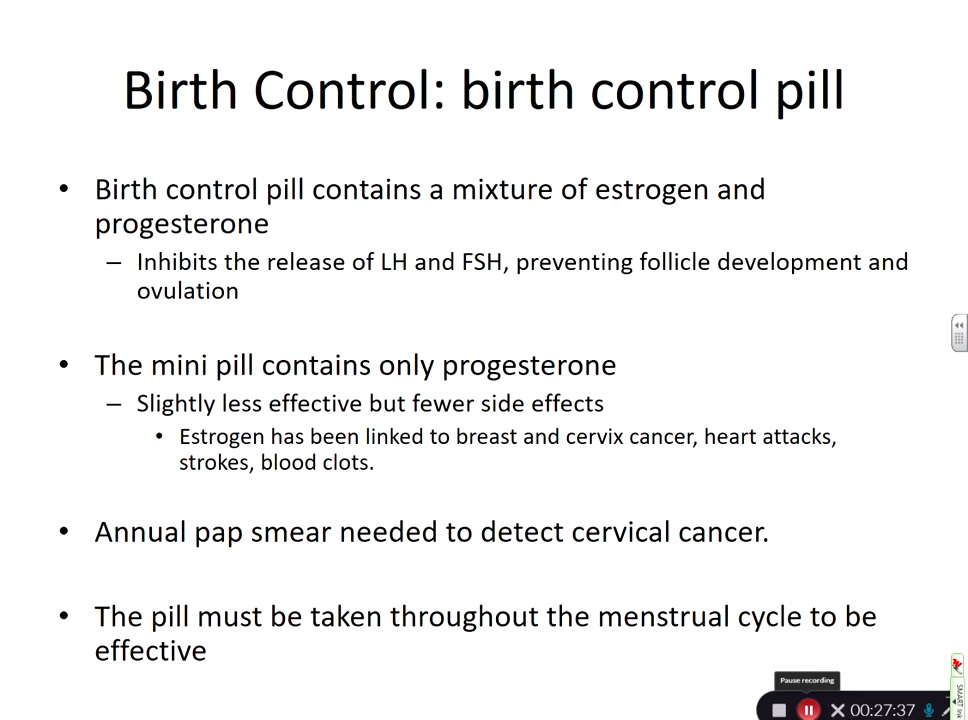 Birth Control: birth control pill
• Birth control pill contains a mixture of estrogen and
progesterone
– Inhibits the release of LH and FSH, preventing follicle development and
ovulation
• The mini pill contains only progesterone
– Slightly less effective but fewer side effects
• Estrogen has been linked to breast and cervix cancer, heart attacks,
strokes, blood clots.
• Annual pap smear needed to detect cervical cancer.
• The pill must be taken throughout the menstrual cycle to be
effective
Pause recording
00:27:37
SMART Ink